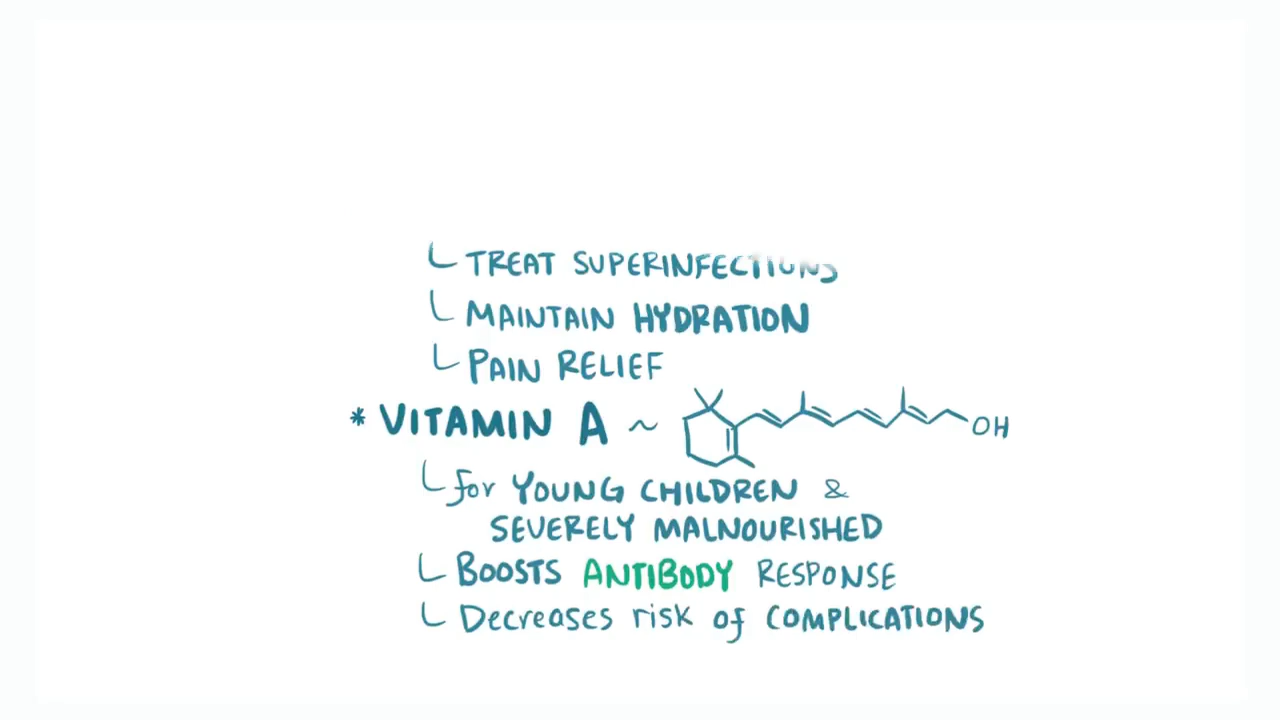 TREAT SUPERINFECTIONS
MAINTAIN HYDRATION
PAIN RELIEF
* VITAMIN A ~ OH
for YOUNG CHILDREN &
SEVERELY MALNOURISHED
BOOSTS ANTIBODY RESPONSE
Decreases risk of COMPLICATIONS